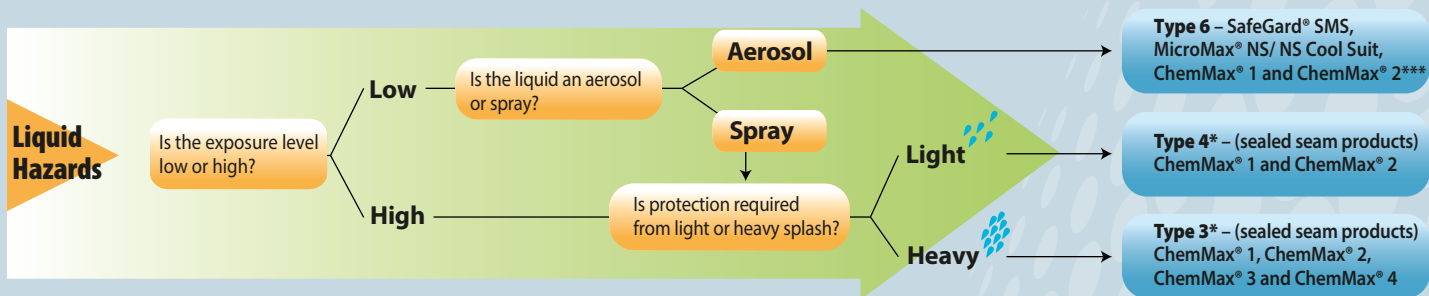 Liquid
Hazards
Is the exposure level
low or high?
Low
High
Is the liquid an aerosol
or spray?
Aerosol
Spray
Is protection required
from light or heavy splash?
Light
Heavy
Type 6 – SafeGard® SMS,
MicroMax® NS/ NS Cool Suit,
ChemMax® 1 and ChemMax® 2***
Type 4* – (sealed seam products)
ChemMax® 1 and ChemMax® 2
Type 3* – (sealed seam products)
ChemMax® 1, ChemMax® 2,
ChemMax® 3 and ChemMax® 4